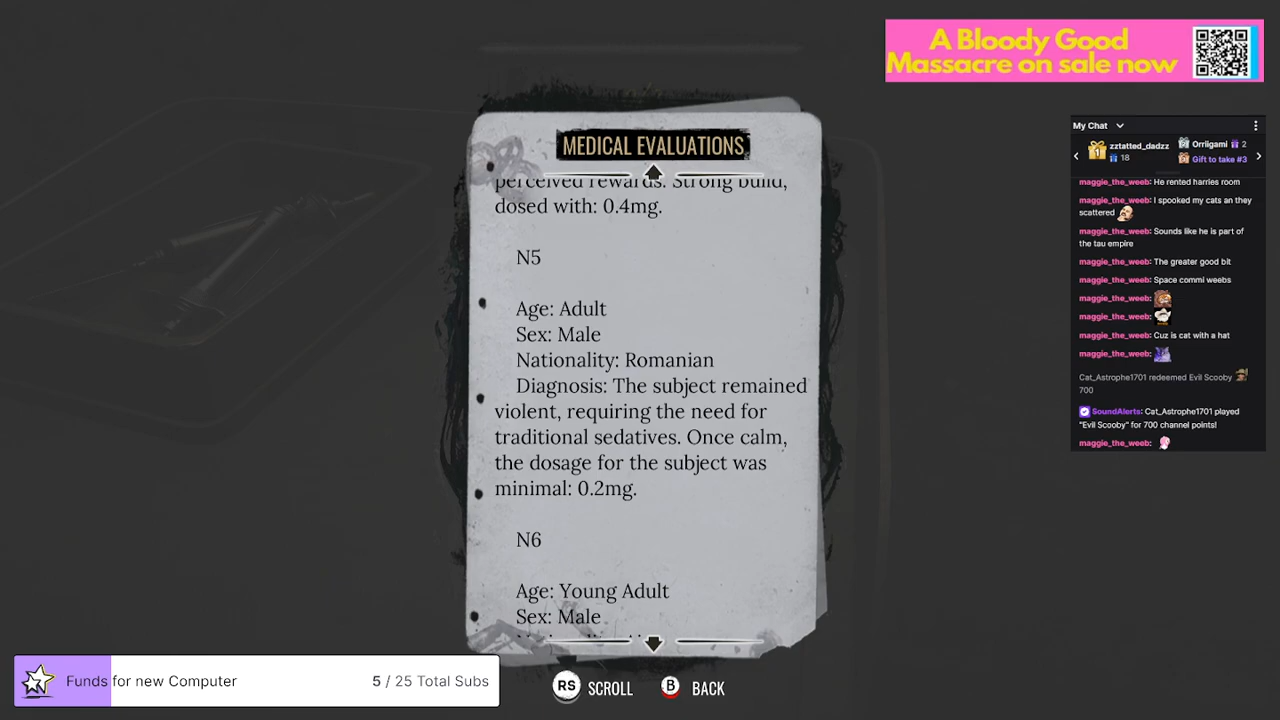 A Bloody Good
Massacre on sale now
MEDICAL EVALUATIONS
perceived rewards. Strong build,
dosed with: 0.4mg.
N5
Age: Adult
Sex: Male
Nationality: Romanian
Diagnosis: The subject remained
violent, requiring the need for
traditional sedatives. Once calm,
the dosage for the subject was
minimal: 0.2mg.
N6
Age: Young Adult
Sex: Male
My Chat
1 zztatted_dadzz
18
Orriigami 2
Gift to take #3
maggie_the_weeb: He rented harries room
maggie_the_weeb: I spooked my cats an they
scattered
maggie_the_weeb: Sounds like he is part of
the tau empire
maggie_the_weeb: The greater good bit
maggie_the_weeb: Space commi weebs
maggie_the_weeb:
maggie_the_weeb:
maggie_the_weeb: Cuz is cat with a hat
maggie_the_weeb:
Cat_Astrophe1701 redeemed Evil Scooby
700
SoundAlerts: Cat_Astrophe1701 played
"Evil Scooby" for 700 channel points!
maggie_the_weeb:
Funds for new Computer 5 / 25 Total Subs
RS SCROLL B BACK